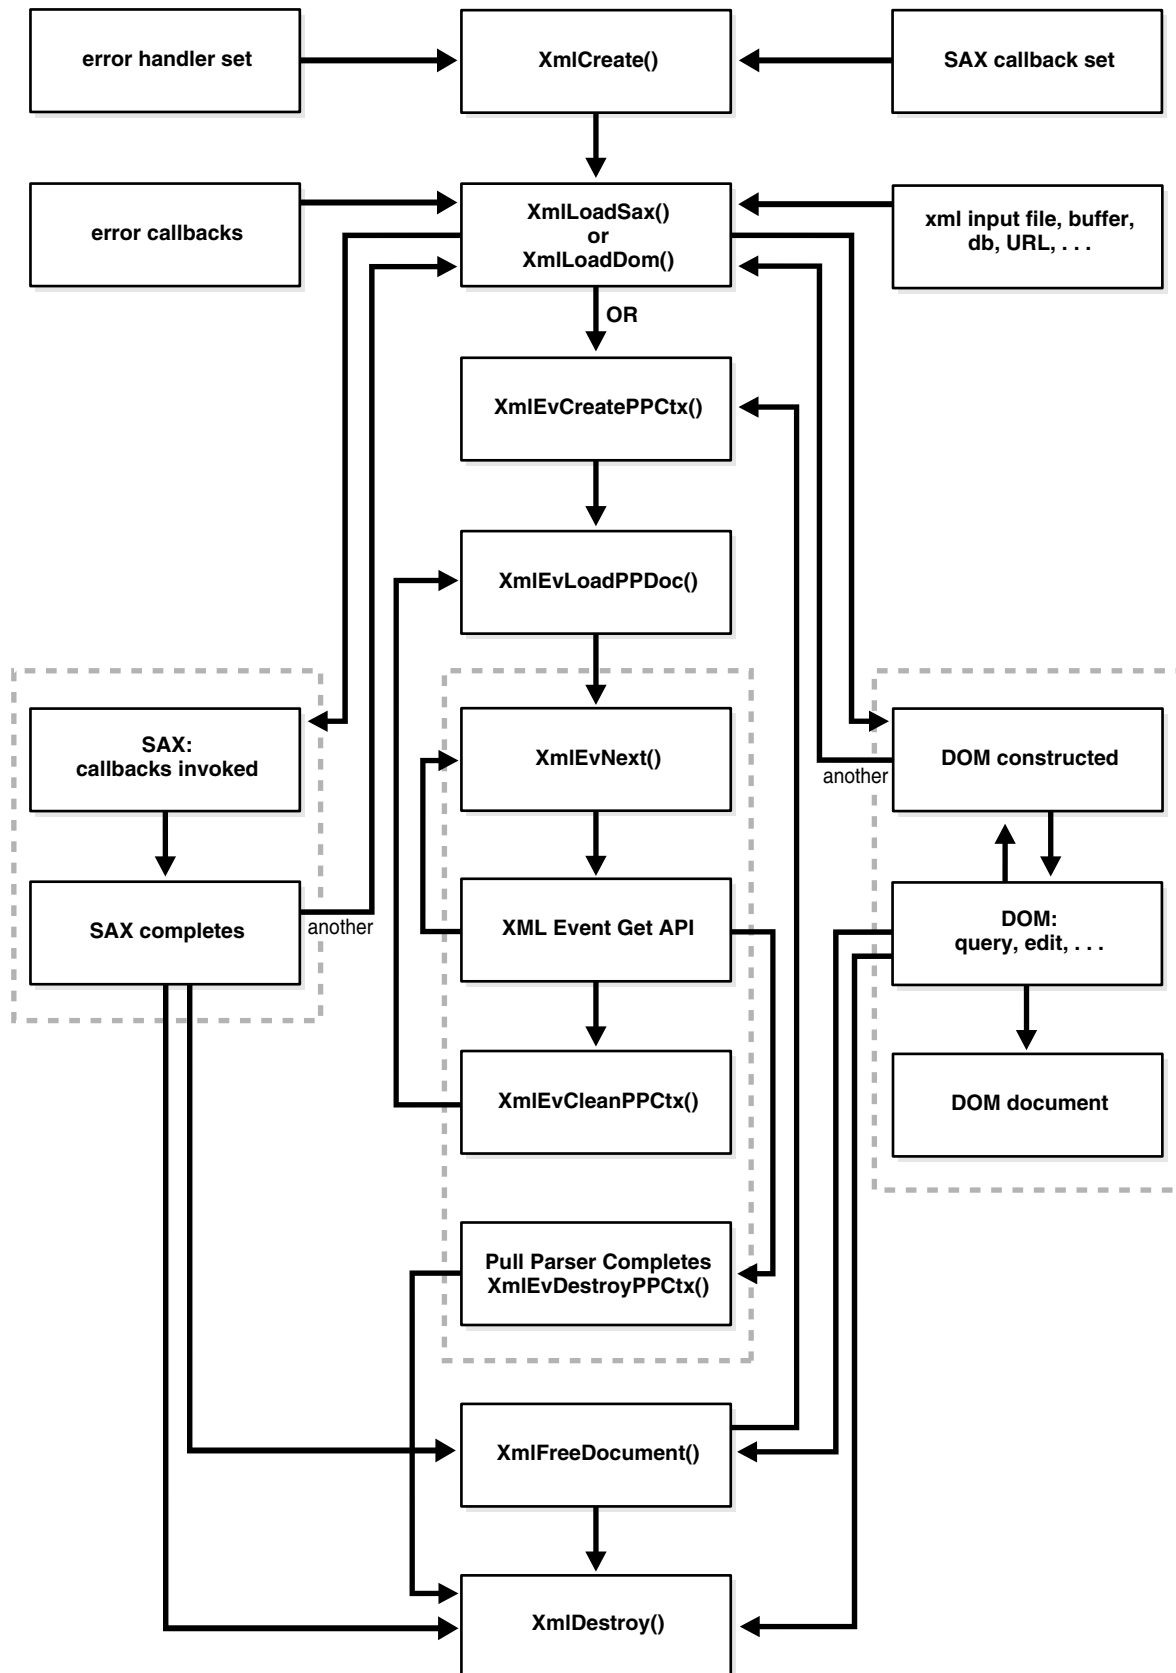 error handler set
XmlCreate()
SAX callback set
error callbacks
XmlLoadSax()
or
XmlLoadDom()
xml input file, buffer,
db, URL, . . .
OR
XmlEvCreatePPCtx()
XmlEvLoadPPDoc()
SAX:
callbacks invoked
XmlEvNext()
DOM constructed
another
SAX completes
another
XML Event Get API
DOM:
query, edit, . . .
XmlEvCleanPPCtx()
DOM document
Pull Parser Completes
XmlEvDestroyPPCtx()
XmlFreeDocument()
XmlDestroy()